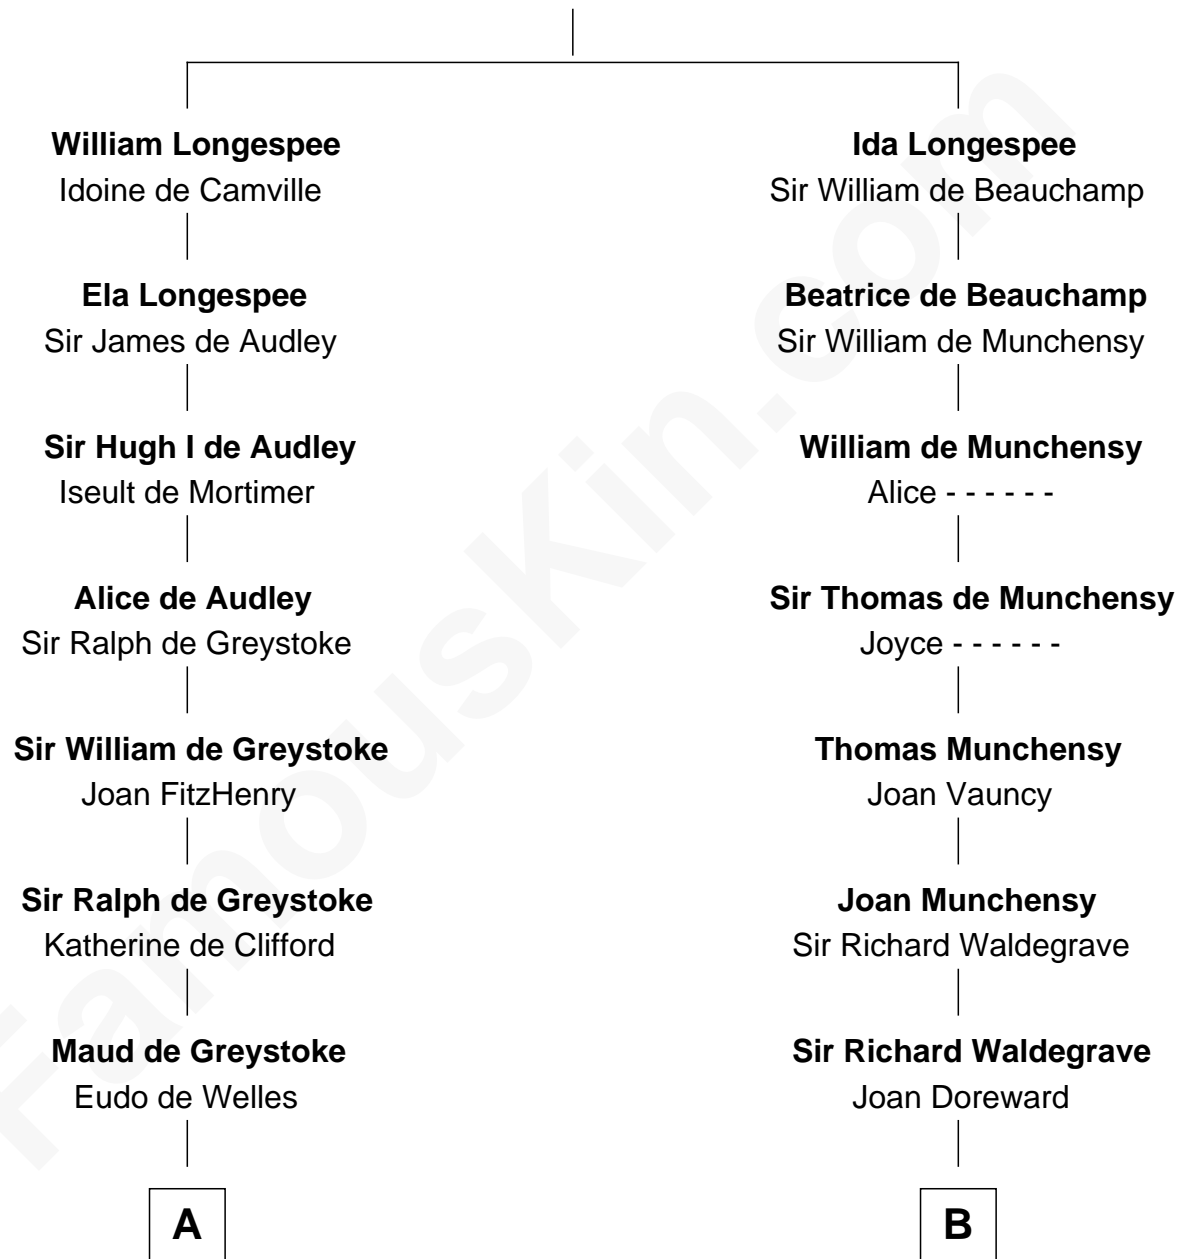 William Longespee
Idoine de Camville
Ida Longespee
Sir William de Beauchamp
Ela Longespee
Sir James de Audley
Beatrice de Beauchamp
Sir William de Munchensy
Sir Hugh I de Audley
Iseult de Mortimer
William de Munchensy
Alice - - - - - -
Alice de Audley
Sir Ralph de Greystoke
Sir Thomas de Munchensy
Joyce - - - - - -
Sir William de Greystoke
Joan FitzHenry
Thomas Munchensy
Joan Vauncy
Sir Ralph de Greystoke
Katherine de Clifford
Joan Munchensy
Sir Richard Waldegrave
Maud de Greystoke
Eudo de Welles
Sir Richard Waldegrave
Joan Doreward
A
B
FamousKin.com